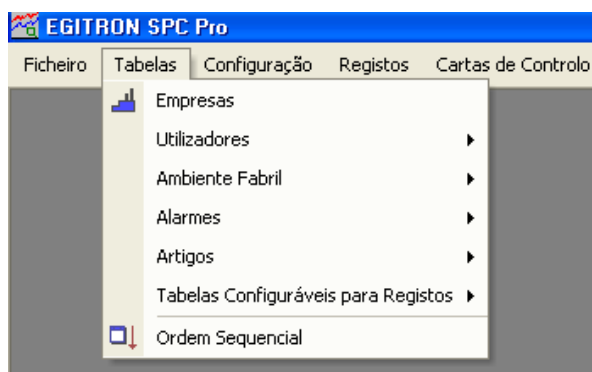 EGITRON SPC Pro
Ficheiro Tabelas Configuração Registos Cartas de Controlo
Empresas
Utilizadores
Ambiente Fabril
Alarmes
Artigos
Tabelas Configuráveis para Registos
Ordem Sequencial